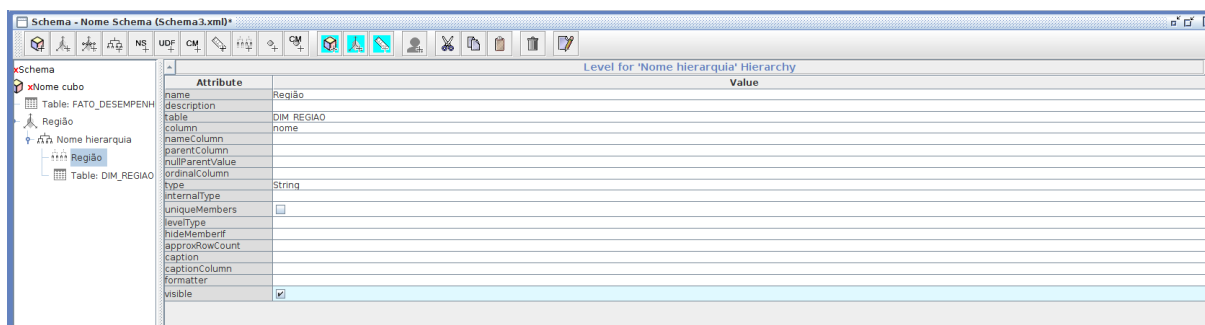 Schema - Nome Schema (Schema3.xml)*
NS UDF CM CM
xSchema
xNome cubo
Table: FATO_DESEMPENH
Região
Nome hierarquia
Região
Table: DIM_REGIAO
Level for 'Nome hierarquia' Hierarchy
Attribute Value
name Região
description
table DIM_REGIAO
column nome
nameColumn
parentColumn
nullParentValue
ordinalColumn
type String
internalType
uniqueMembers
levelType
hideMemberIf
approxRowCount
caption
captionColumn
formatter
visible